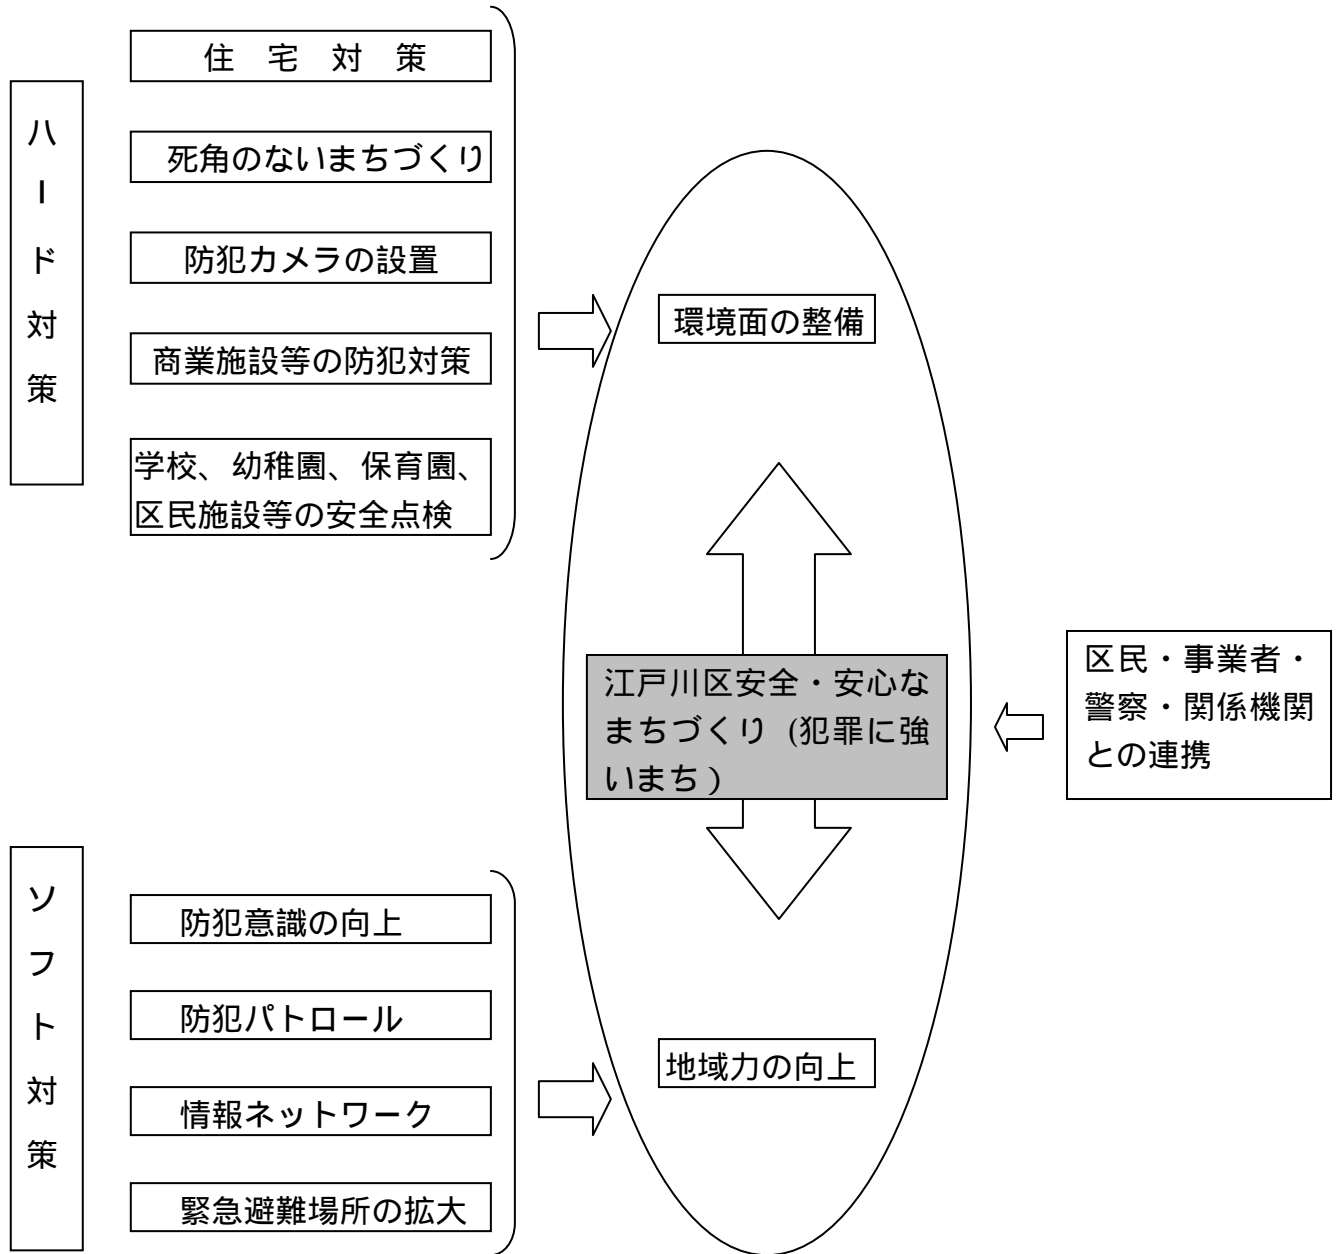 ハード対策
住宅対策
死角のないまちづくり
防犯カメラの設置
商業施設等の防犯対策
学校、幼稚園、保育園、
区民施設等の安全点検
環境面の整備
江戸川区安全・安心な
まちづくり (犯罪に強
いまち）
区民・事業者・
警察・関係機関
との連携
ソフト対策
防犯意識の向上
防犯パトロール
情報ネットワーク
緊急避難場所の拡大
地域力の向上